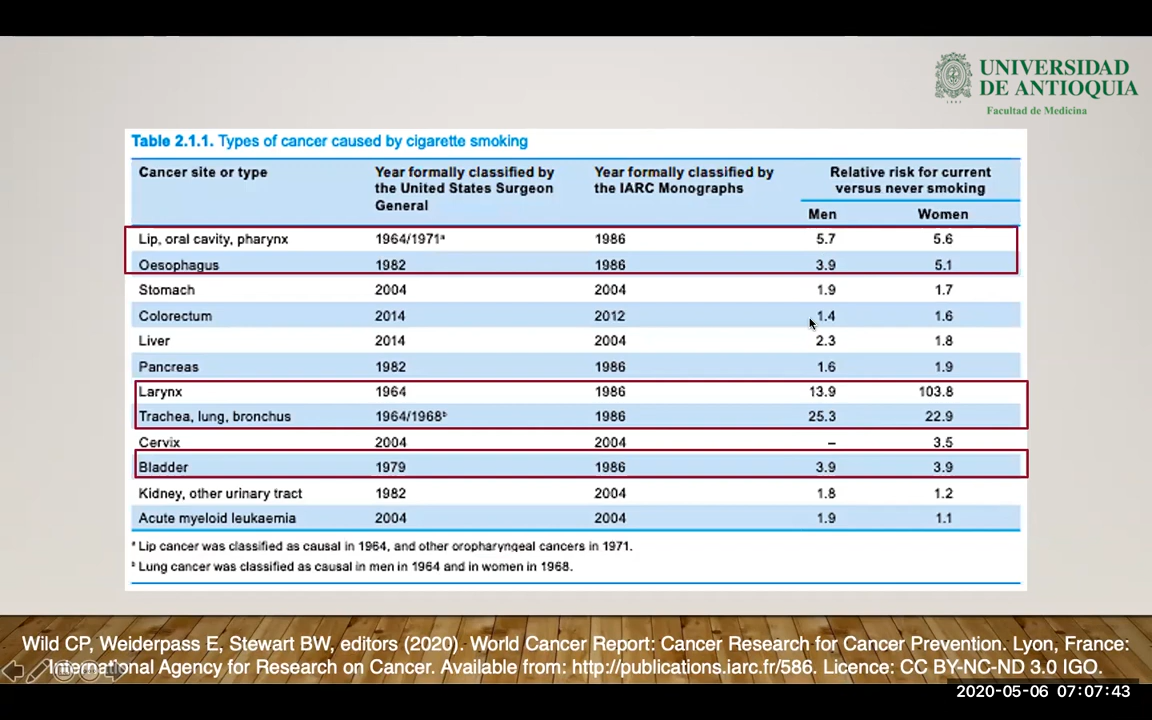 UNIVERSIDAD
DE ANTIOQUIA
1803
Facultad de Medicina
Table 2.1.1. Types of cancer caused by cigarette smoking
Cancer site or type Year formally classified by the United States Surgeon General Year formally classified by the IARC Monographs Relative risk for current versus never smoking
Men Women
Lip, oral cavity, pharynx 1964/1971ª 1986 5.7 5.6
Oesophagus 1982 1986 3.9 5.1
Stomach 2004 2004 1.9 1.7
Colorectum 2014 2012 1.4 1.6
Liver 2014 2004 2.3 1.8
Pancreas 1982 1986 1.6 1.9
Larynx 1964 1986 13.9 103.8
Trachea, lung, bronchus 1964/1968ᵇ 1986 25.3 22.9
Cervix 2004 2004 – 3.5
Bladder 1979 1986 3.9 3.9
Kidney, other urinary tract 1982 2004 1.8 1.2
Acute myeloid leukaemia 2004 2004 1.9 1.1
ª Lip cancer was classified as causal in 1964, and other oropharyngeal cancers in 1971.
ᵇ Lung cancer was classified as causal in men in 1964 and in women in 1968.
Wild CP, Weiderpass E, Stewart BW, editors (2020). World Cancer Report: Cancer Research for Cancer Prevention. Lyon, France:
International Agency for Research on Cancer. Available from: http://publications.iarc.fr/586. Licence: CC BY-NC-ND 3.0 IGO.
2020-05-06 07:07:43